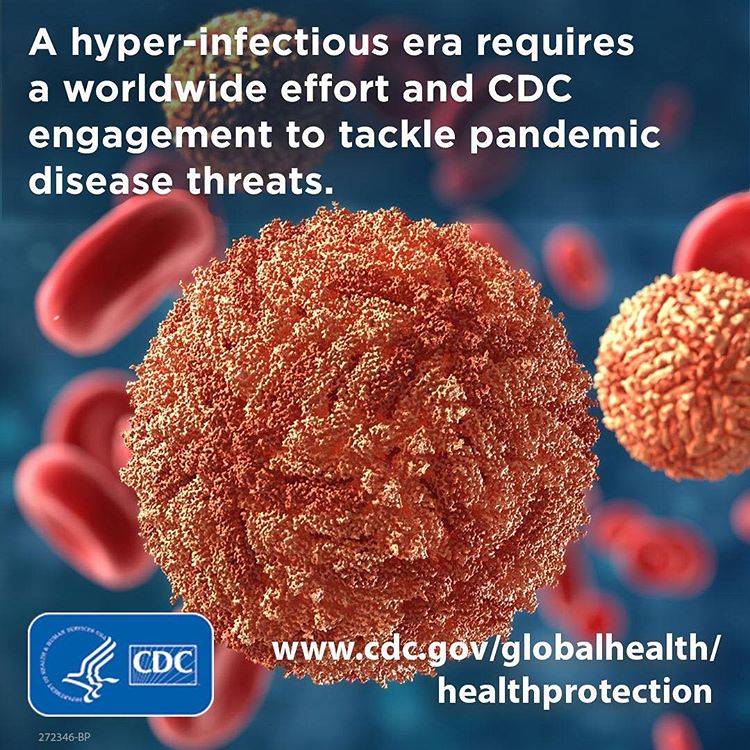 A hyper-infectious era requires
a worldwide effort and CDC
engagement to tackle pandemic
disease threats.
DEPARTMENT OF HEALTH & HUMAN SERVICES USA
CDC
www.cdc.gov/globalhealth/
healthprotection
272346-BP